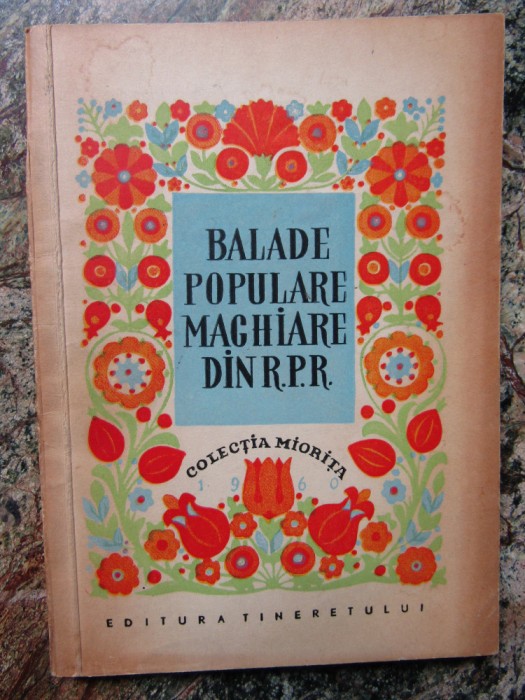 BALADE
POPULARE
MAGHIARE
DIN R.P.R.
COLECȚIA MIORIȚA
1960
EDITURA TINERETULUI